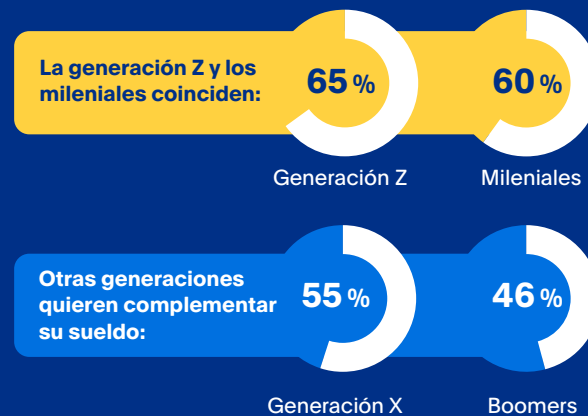 La generación Z y los
mileniales coinciden:
65 %
60 %
Generación Z
Mileniales
Otras generaciones
quieren complementar
su sueldo:
55 %
46 %
Generación X
Boomers